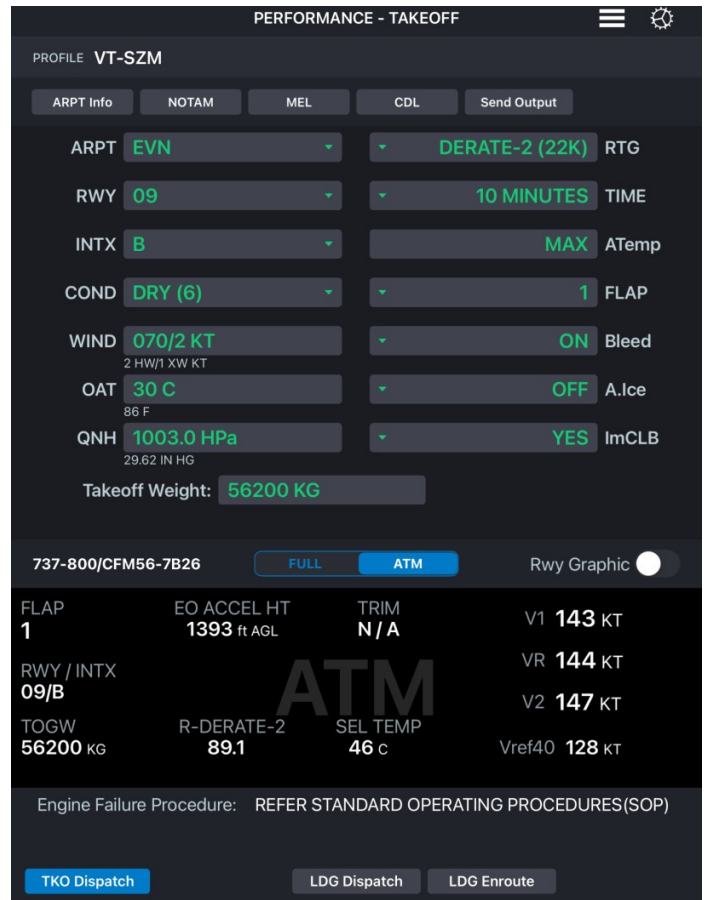 PERFORMANCE - TAKEOFF
PROFILE VT-SZM
ARPT Info NOTAM MEL CDL Send Output
ARPT EVN DERATE-2 (22K) RTG
RWY 09 10 MINUTES TIME
INTX B MAX ATemp
COND DRY (6) 1 FLAP
WIND 070/2 KT ON Bleed
2 HW/1 XW KT
OAT 30 C OFF A.Ice
86 F
QNH 1003.0 HPa YES ImCLB
29.62 IN HG
Takeoff Weight: 56200 KG
737-800/CFM56-7B26 FULL ATM Rwy Graphic
FLAP EO ACCEL HT TRIM V1 143 KT
1 1393 ft AGL N/A
RWY / INTX VR 144 KT
09/B ATM V2 147 KT
TOGW R-DERATE-2 SEL TEMP
56200 KG 89.1 46 C Vref40 128 KT
Engine Failure Procedure: REFER STANDARD OPERATING PROCEDURES(SOP)
TKO Dispatch LDG Dispatch LDG Enroute